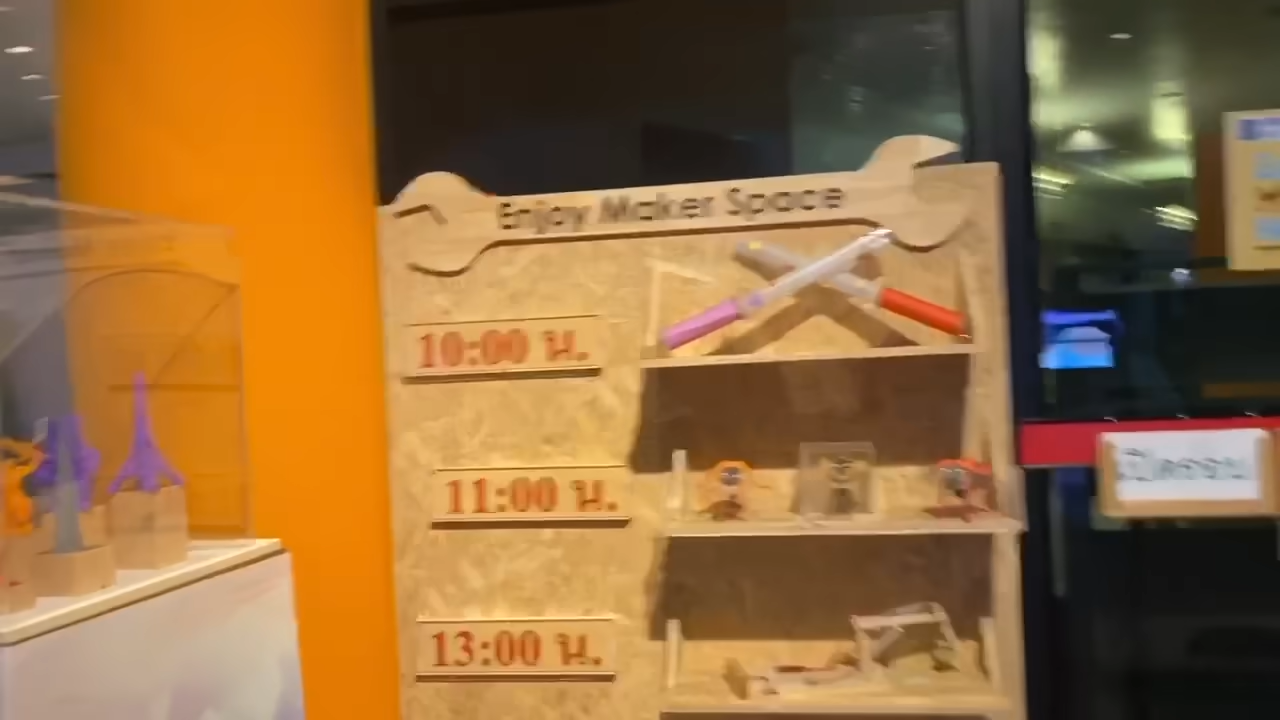 Enjoy Maker Space
10:00 น.
11:00 น.
13:00 น.